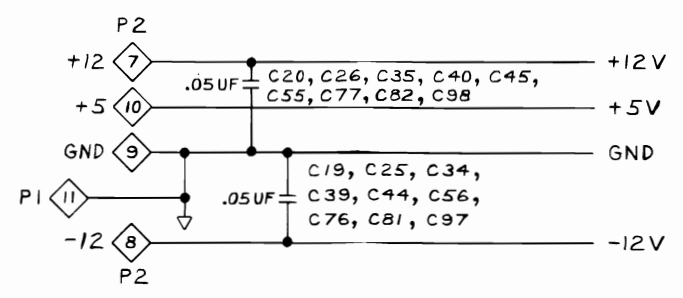 P2
+12 7 +12V
.05UF C20, C26, C35, C40, C45,
C55, C77, C82, C98
+5 10 +5V
GND 9 GND
C19, C25, C34,
P1 11 .05UF C39, C44, C56,
C76, C81, C97
-12 8 -12V
P2